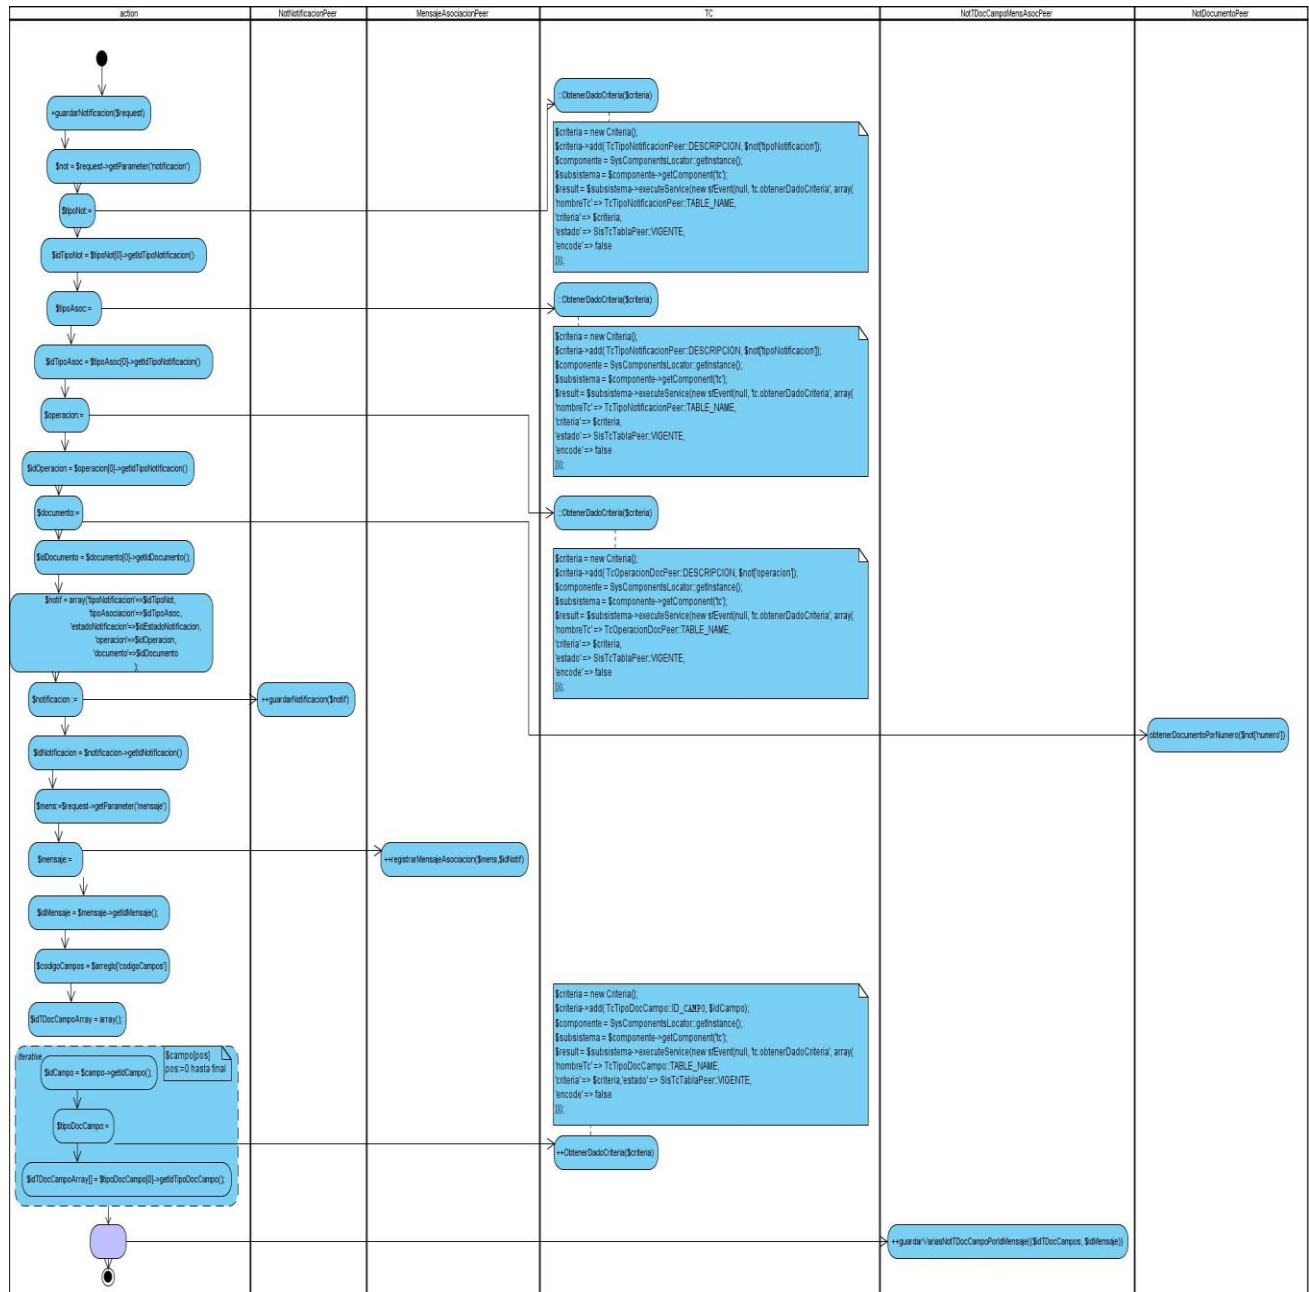 action
NotNotificacionPeer
MensajeAsociacionPeer
TC
NotTDocCampoMensAsocPeer
NotDocumentoPeer
+guardarNotificacion($request)
$not = $request->getParameter('notificacion')
$tipoNot:=
$idTipoNot = $tipoNot[0]->getIdTipoNotificacion()
$tipoAsoc:=
$idTipoAsoc = $tipoAsoc[0]->getIdTipoNotificacion()
$operacion:=
$idOperacion = $operacion[0]->getIdTipoNotificacion()
$documento:=
$idDocumento = $documento[0]->getIdDocumento();
$notif = array('tipoNotificacion'=>$idTipoNot,
'tipoAsociacion'=>$idTipoAsoc,
'estadoNotificacion'=>$idEstadoNotificacion,
'operacion'=>$idOperacion,
'documento'=>$idDocumento
);
$notificacion :=
$idNotificacion = $notificacion->getIdNotificacion()
$mens:=$request->getParameter('mensaje')
$mensaje:=
$idMensaje = $mensaje->getIdMensaje();
$codigoCampos = $arreglo['codigoCampos']
$idTDocCampoArray = array();
iterative
$campo[pos]
pos:=0 hasta final
$idCampo = $campo->getIdCampo();
$tipoDocCampo:=
$idTDocCampoArray[] = $tipoDocCampo[0]->getIdTipoDocCampo();
++guardarNotificacion($notif)
++registrarMensajeAsociacion($mens,$idNotif)
::ObtenerDadoCriteria($criteria)
$criteria = new Criteria();
$criteria->add( TcTipoNotificacionPeer::DESCRIPCION, $not['tipoNotificacion']);
$componente = SysComponentsLocator::getInstance();
$subsistema = $componente->getComponent('tc');
$result = $subsistema->executeService(new sfEvent(null, 'tc.obtenerDadoCriteria', array(
'nombreTc' => TcTipoNotificacionPeer::TABLE_NAME,
'criteria' => $criteria,
'estado' => SisTcTablaPeer::VIGENTE,
'encode' => false
)));
::ObtenerDadoCriteria($criteria)
$criteria = new Criteria();
$criteria->add( TcTipoNotificacionPeer::DESCRIPCION, $not['tipoNotificacion']);
$componente = SysComponentsLocator::getInstance();
$subsistema = $componente->getComponent('tc');
$result = $subsistema->executeService(new sfEvent(null, 'tc.obtenerDadoCriteria', array(
'nombreTc' => TcTipoNotificacionPeer::TABLE_NAME,
'criteria' => $criteria,
'estado' => SisTcTablaPeer::VIGENTE,
'encode' => false
)));
::ObtenerDadoCriteria($criteria)
$criteria = new Criteria();
$criteria->add( TcOperacionDocPeer::DESCRIPCION, $not['operacion']);
$componente = SysComponentsLocator::getInstance();
$subsistema = $componente->getComponent('tc');
$result = $subsistema->executeService(new sfEvent(null, 'tc.obtenerDadoCriteria', array(
'nombreTc' => TcOperacionDocPeer::TABLE_NAME,
'criteria' => $criteria,
'estado' => SisTcTablaPeer::VIGENTE,
'encode' => false
)));
$criteria = new Criteria();
$criteria->add( TcTipoDocCampo::ID_CAMPO, $idCampo);
$componente = SysComponentsLocator::getInstance();
$subsistema = $componente->getComponent('tc');
$result = $subsistema->executeService(new sfEvent(null, 'tc.obtenerDadoCriteria', array(
'nombreTc' => TcTipoDocCampo::TABLE_NAME,
'criteria' => $criteria,'estado' => SisTcTablaPeer::VIGENTE,
'encode' => false
)));
++ObtenerDadoCriteria($criteria)
++guardarVariasNotTDocCampoPorIdMensaje(($idTDocCampos, $idMensaje))
obtenerDocumentoPorNumero($not['numero'])